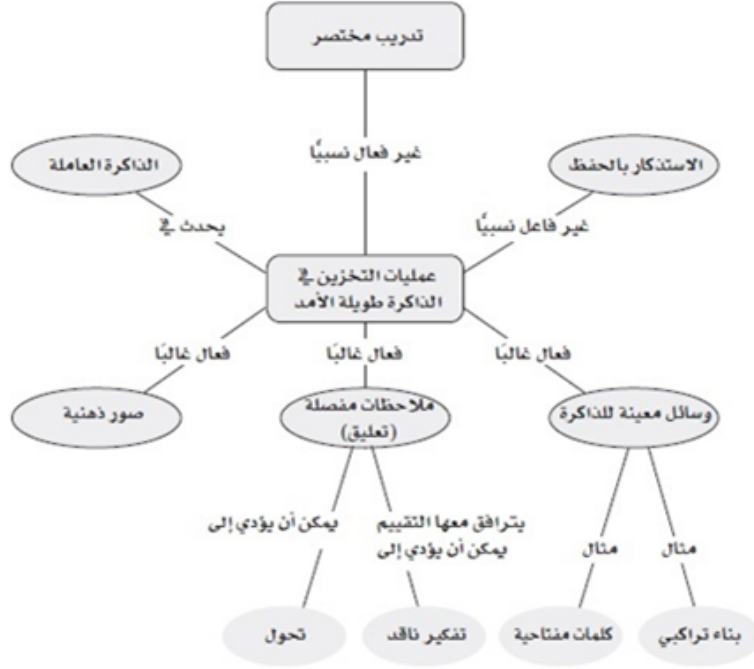 تدريب مختصر
غير فعال نسبيًّا
الاستذكار بالحفظ
الذاكرة العاملة
غير فاعل نسبيًّا
يحدث في
عمليات التخزين في
الذاكرة طويلة الأمد
فعال غالبًا
فعال غالبًا
فعال غالبًا
وسائل معينة للذاكرة
ملاحظات مفصلة
(تعليق)
صور ذهنية
مثال
مثال
يترافق معها التقييم
يمكن أن يؤدي إلى
يمكن أن يؤدي إلى
بناء تراكبي
كلمات مفتاحية
تفكير ناقد
تحول